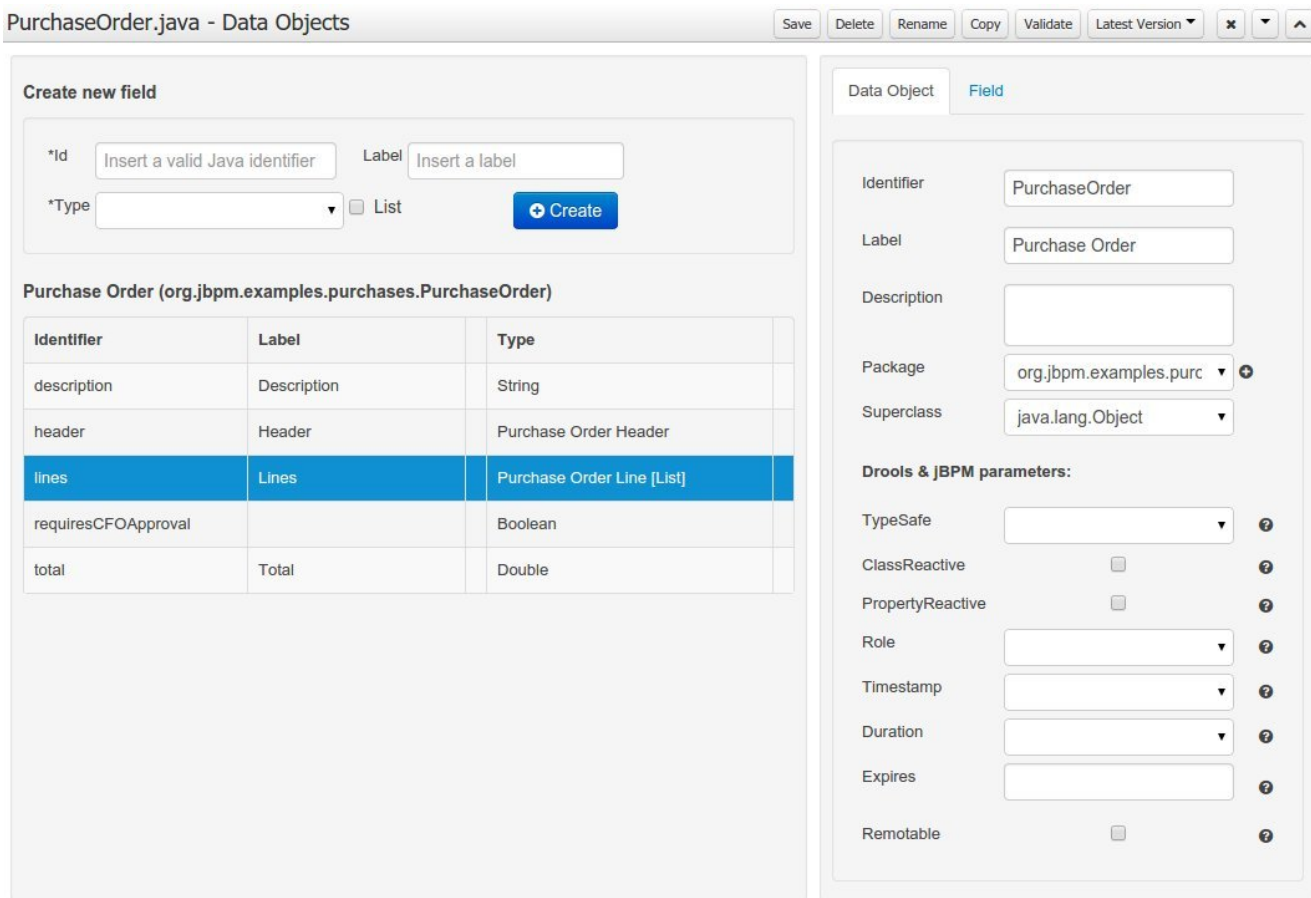 PurchaseOrder.java - Data Objects
Save Delete Rename Copy Validate Latest Version
Create new field
*Id Insert a valid Java identifier Label Insert a label
*Type List Create
Purchase Order (org.jbpm.examples.purchases.PurchaseOrder)
Identifier Label Type
description Description String
header Header Purchase Order Header
lines Lines Purchase Order Line [List]
requiresCFOApproval Boolean
total Total Double
Data Object Field
Identifier PurchaseOrder
Label Purchase Order
Description
Package org.jbpm.examples.purc
Superclass java.lang.Object
Drools & jBPM parameters:
TypeSafe
ClassReactive
PropertyReactive
Role
Timestamp
Duration
Expires
Remotable